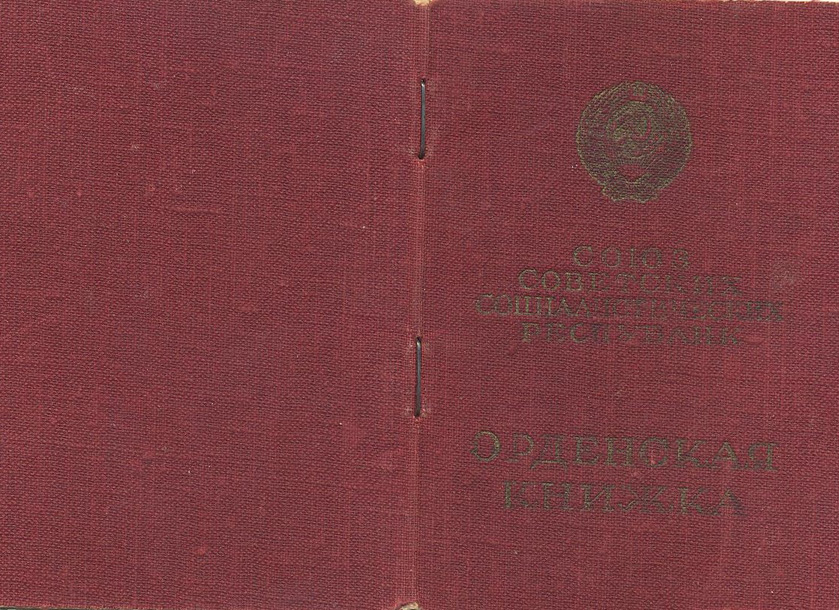 СОЮЗ
СОВЕТСКИХ
СОЦИАЛИСТИЧЕСКИХ
РЕСПУБЛИК
ОРДЕНСКАЯ
КНИЖКА